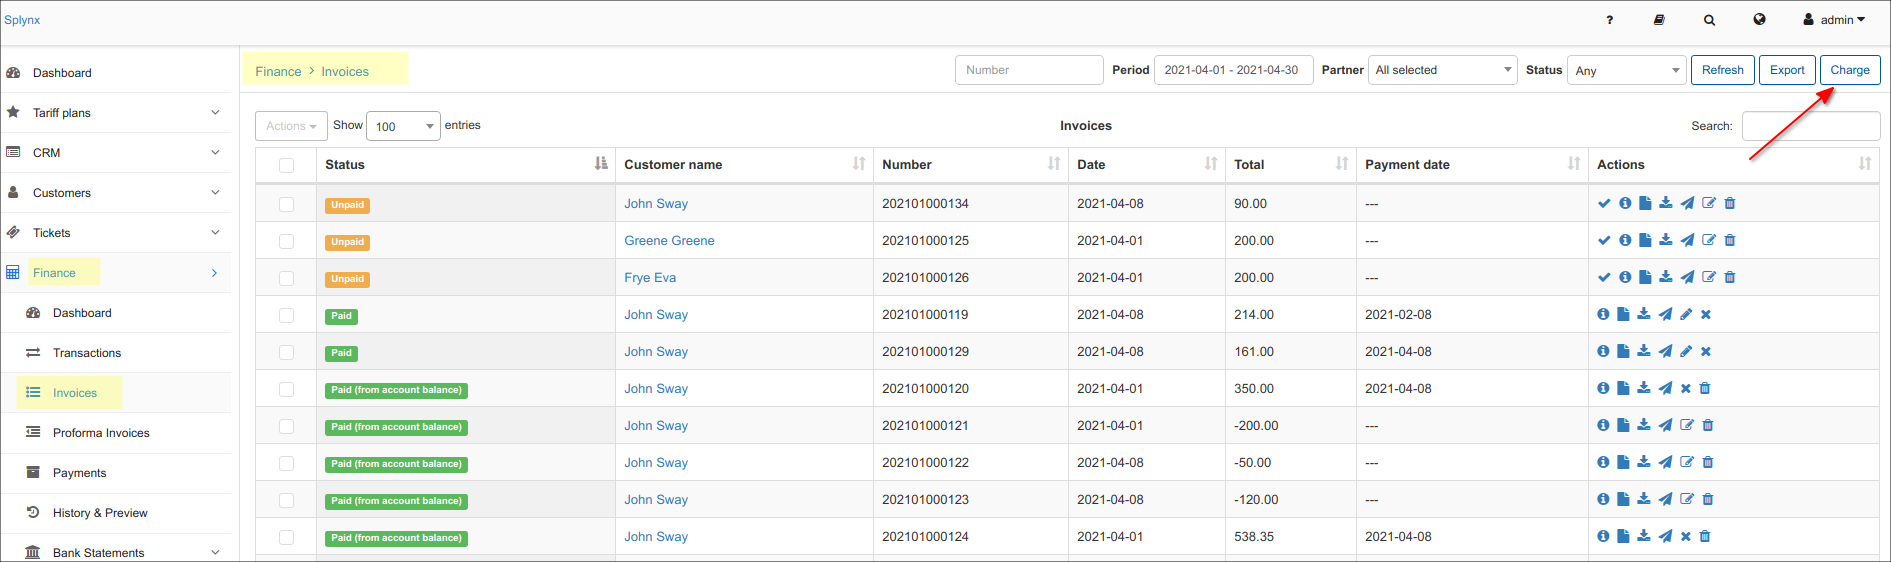 Splynx
? admin
Dashboard
Tariff plans
CRM
Customers
Tickets
Finance
Dashboard
Transactions
Invoices
Proforma Invoices
Payments
History & Preview
Bank Statements
Finance > Invoices
Number Period 2021-04-01 - 2021-04-30 Partner All selected Status Any Refresh Export Charge
Actions Show 100 entries Invoices Search:
Status Customer name Number Date Total Payment date Actions
Unpaid John Sway 202101000134 2021-04-08 90.00 ---
Unpaid Greene Greene 202101000125 2021-04-01 200.00 ---
Unpaid Frye Eva 202101000126 2021-04-01 200.00 ---
Paid John Sway 202101000119 2021-04-08 214.00 2021-02-08
Paid John Sway 202101000129 2021-04-08 161.00 2021-04-08
Paid (from account balance) John Sway 202101000120 2021-04-01 350.00 2021-04-08
Paid (from account balance) John Sway 202101000121 2021-04-01 -200.00 ---
Paid (from account balance) John Sway 202101000122 2021-04-08 -50.00 ---
Paid (from account balance) John Sway 202101000123 2021-04-08 -120.00 ---
Paid (from account balance) John Sway 202101000124 2021-04-01 538.35 2021-04-08